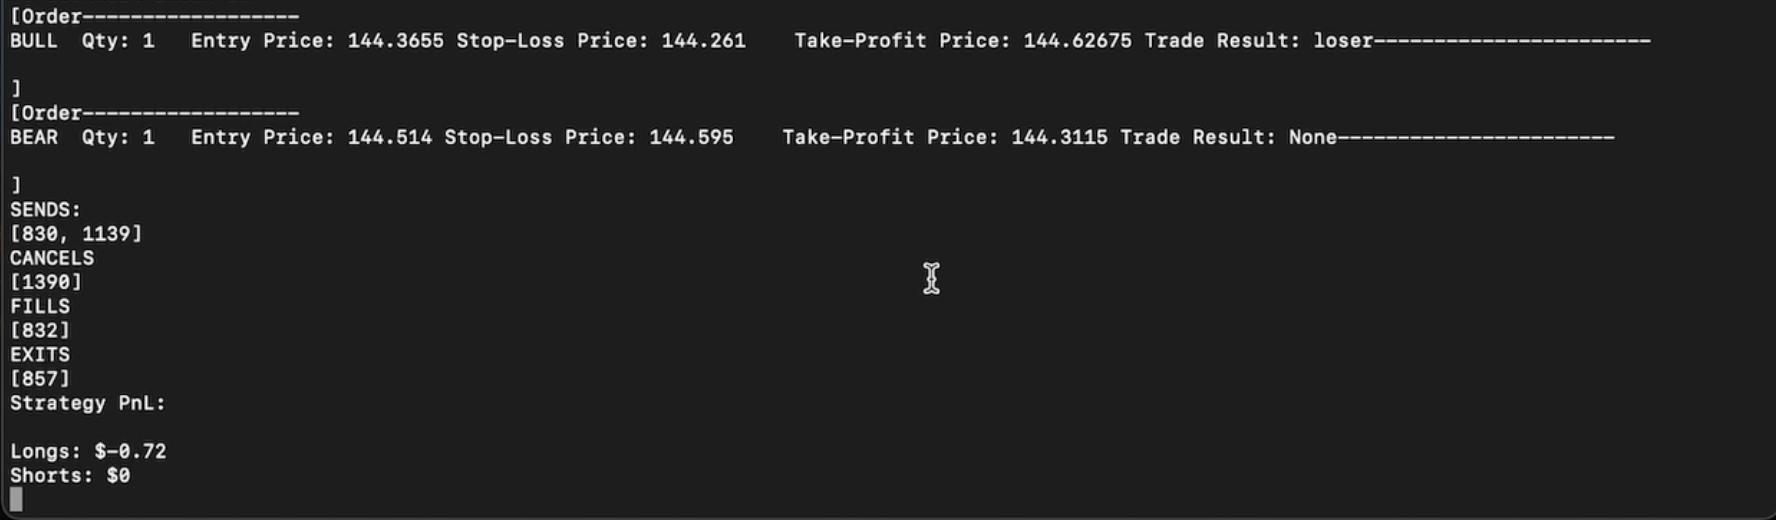 [Order------------------
BULL  Qty: 1   Entry Price: 144.3655 Stop-Loss Price: 144.261    Take-Profit Price: 144.62675 Trade Result: loser-----------------------
]
[Order------------------
BEAR  Qty: 1   Entry Price: 144.514 Stop-Loss Price: 144.595    Take-Profit Price: 144.3115 Trade Result: None-----------------------
]
SENDS:
[830, 1139]
CANCELS
[1390]
FILLS
[832]
EXITS
[857]
Strategy PnL:
Longs: $-0.72
Shorts: $0